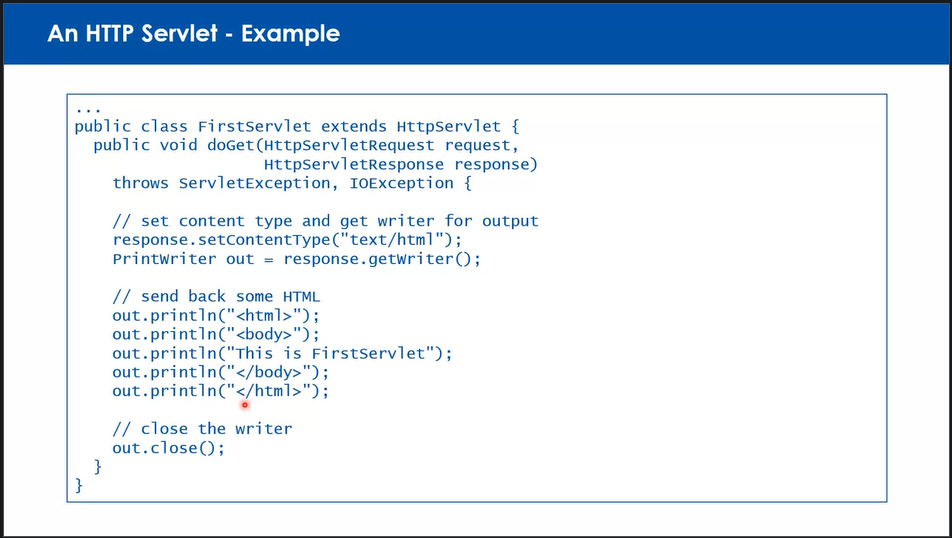 An HTTP Servlet - Example
...
public class FirstServlet extends HttpServlet {
  public void doGet(HttpServletRequest request,
                    HttpServletResponse response)
    throws ServletException, IOException {
    // set content type and get writer for output
    response.setContentType("text/html");
    PrintWriter out = response.getWriter();
    // send back some HTML
    out.println("<html>");
    out.println("<body>");
    out.println("This is FirstServlet");
    out.println("</body>");
    out.println("</html>");
    // close the writer
    out.close();
  }
}